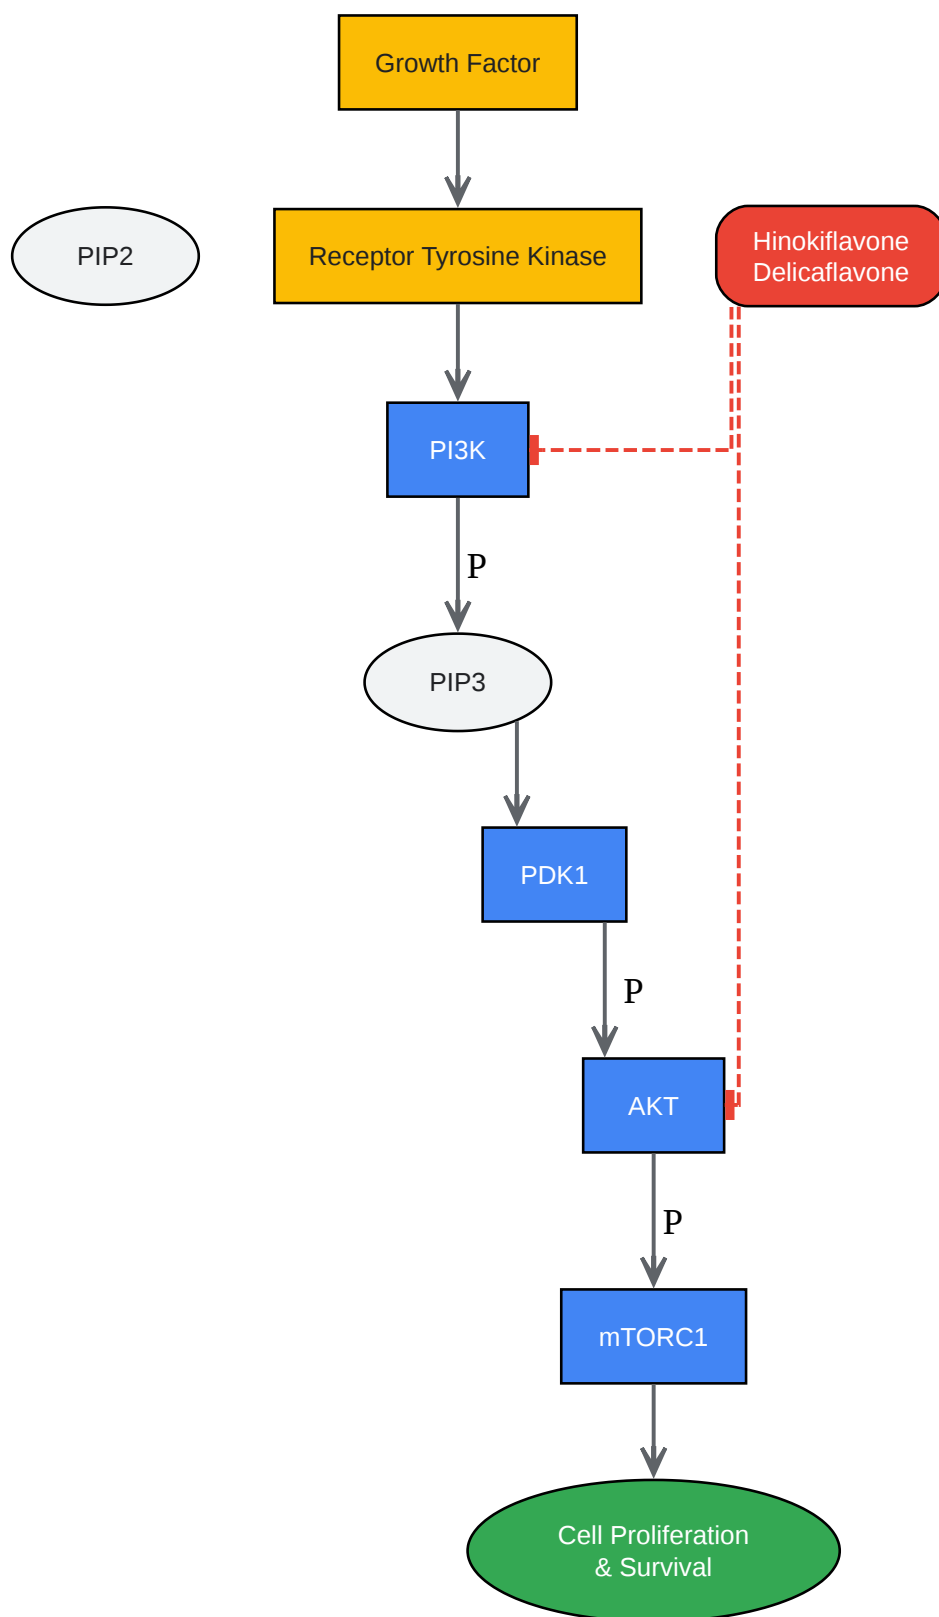 Growth Factor
PIP2
Receptor Tyrosine Kinase
Hinokiflavone
Delicaflavone
PI3K
P
PIP3
PDK1
P
AKT
P
mTORC1
Cell Proliferation
& Survival